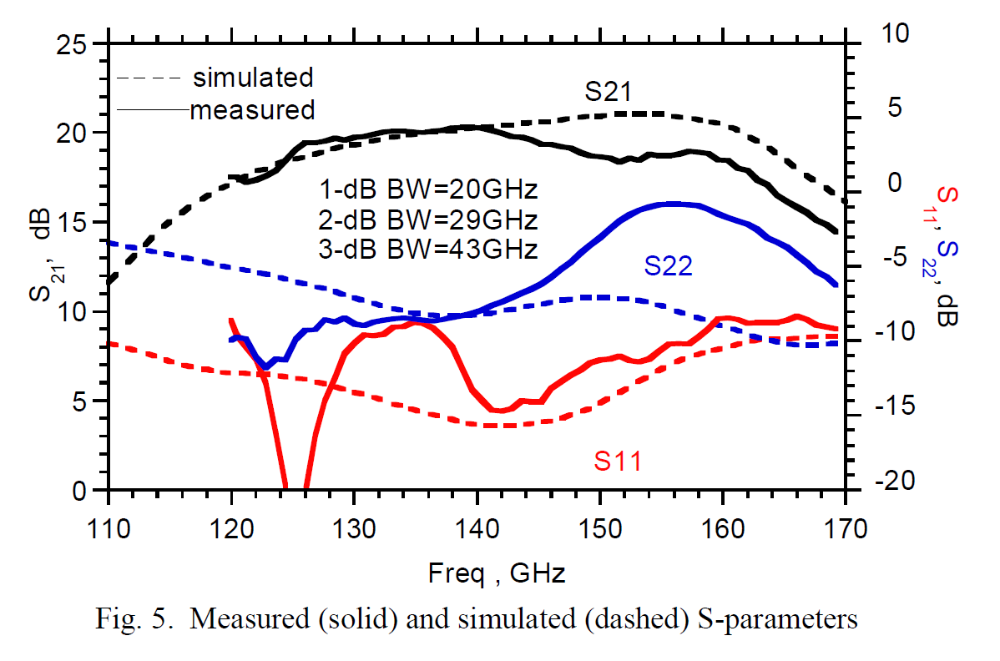 25
20
15
10
5
0
S21, dB
simulated
measured
S21
1-dB BW=20GHz
2-dB BW=29GHz
3-dB BW=43GHz
S22
S11
10
5
0
-5
-10
-15
-20
S11, S22, dB
110 120 130 140 150 160 170
Freq , GHz
Fig. 5. Measured (solid) and simulated (dashed) S-parameters